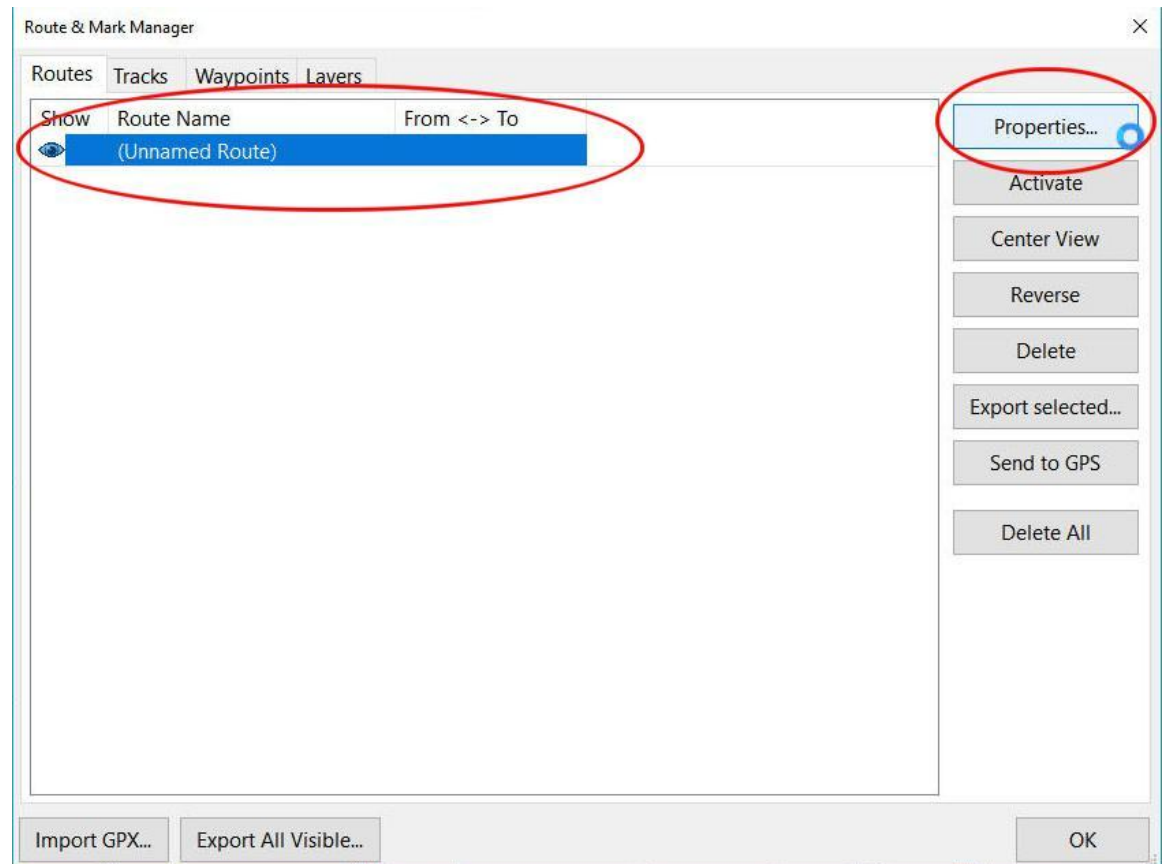 Route & Mark Manager
Routes Tracks Waypoints Layers
Show Route Name From <-> To
(Unnamed Route)
Properties...
Activate
Center View
Reverse
Delete
Export selected...
Send to GPS
Delete All
Import GPX... Export All Visible... OK